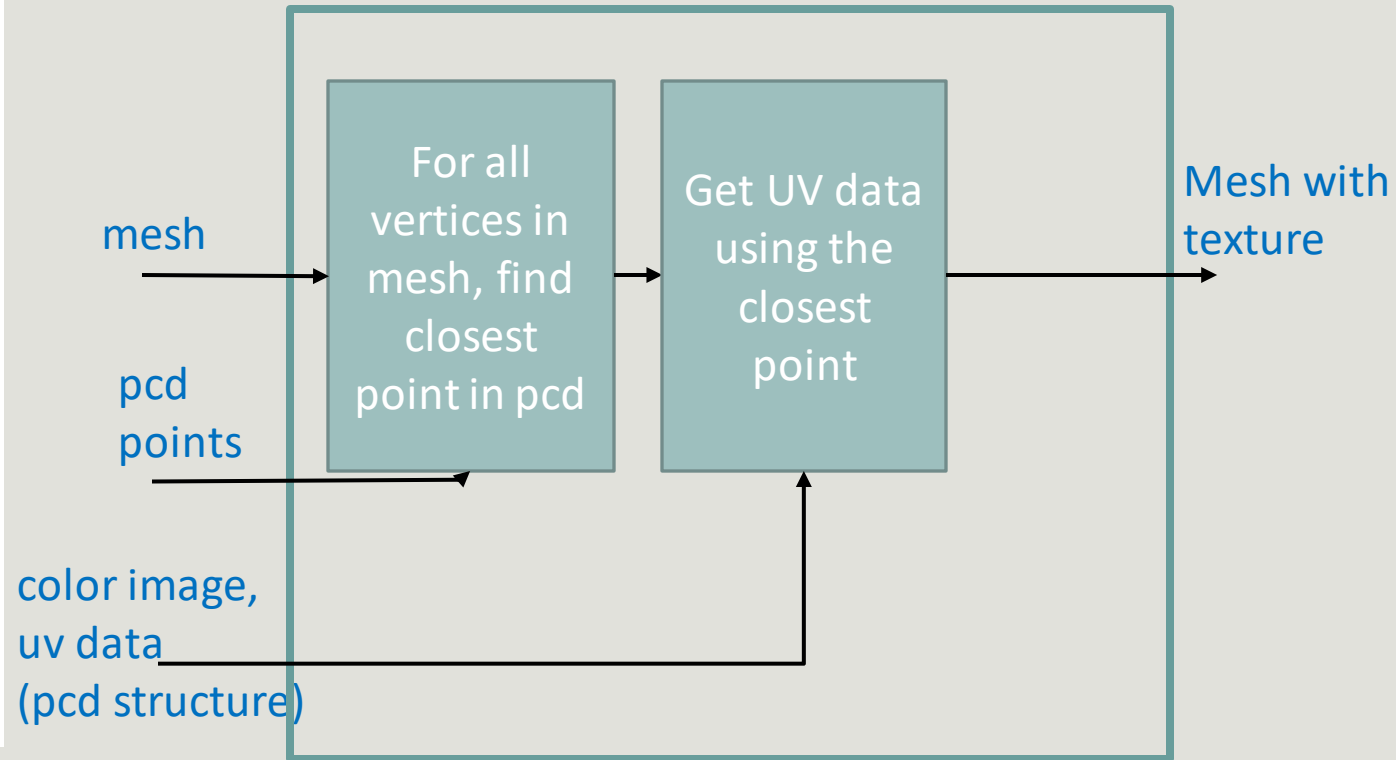 mesh
pcd
points
color image,
uv data
(pcd structure)
For all
vertices in
mesh, find
closest
point in pcd
Get UV data
using the
closest
point
Mesh with
texture